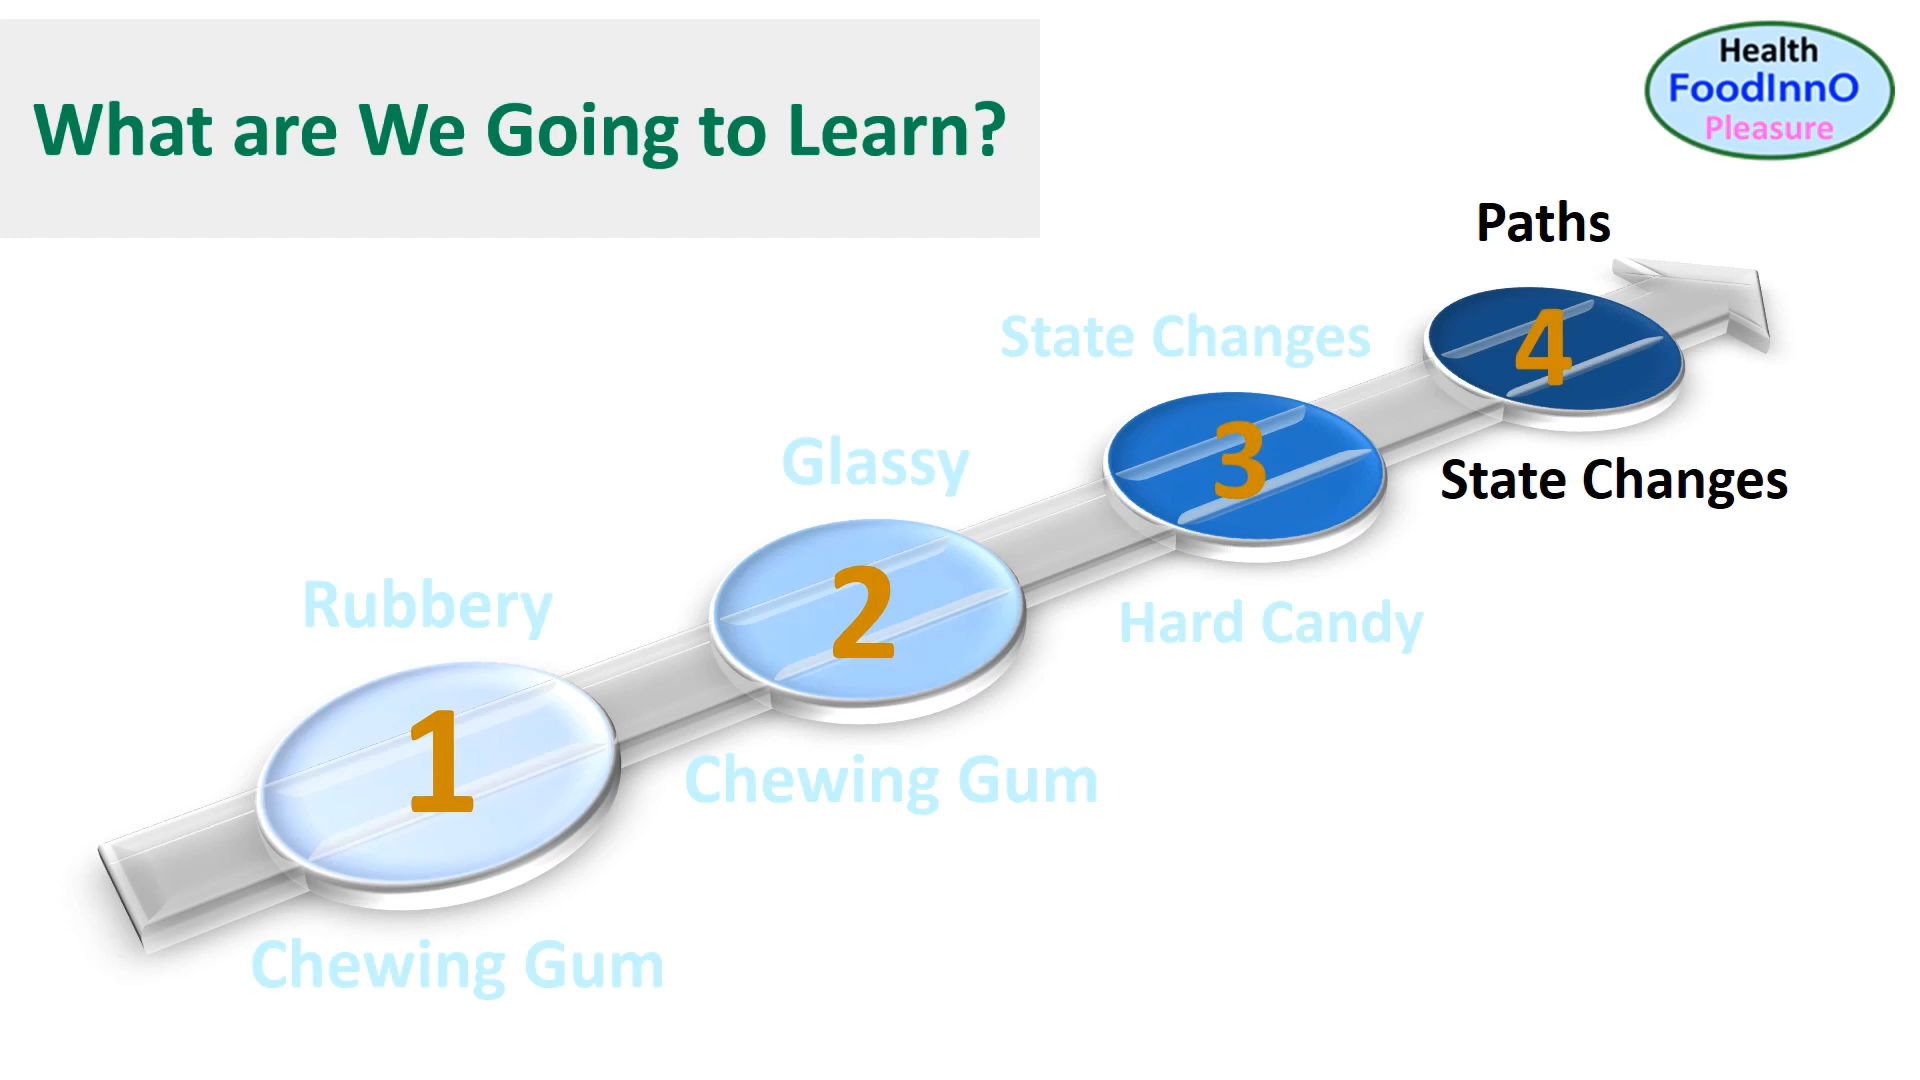 What are We Going to Learn?
Health
FoodInnO
Pleasure
Rubbery
1
Chewing Gum
Glassy
2
Chewing Gum
State Changes
3
Hard Candy
Paths
4
State Changes